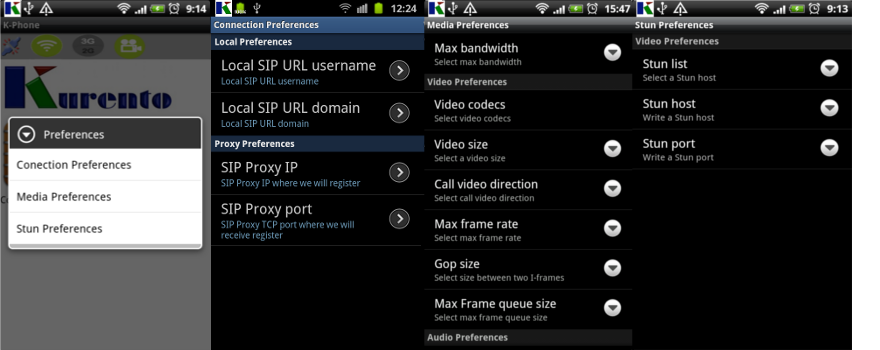 9:14
K-Phone
3G
Kurento
Preferences
Conection Preferences
Media Preferences
Stun Preferences
12:24
Connection Preferences
Local Preferences
Local SIP URL username
Local SIP URL username
Local SIP URL domain
Local SIP URL domain
Proxy Preferences
SIP Proxy IP
SIP Proxy IP where we will register
SIP Proxy port
SIP Proxy TCP port where we will
receive register
15:47
Media Preferences
Max bandwidth
Select max bandwidth
Video Preferences
Video codecs
Select video codecs
Video size
Select a video size
Call video direction
Select call video direction
Max frame rate
Select max frame rate
Gop size
Select size between two I-frames
Max Frame queue size
Select max frame queue size
Audio Preferences
9:13
Stun Preferences
Video Preferences
Stun list
Select a Stun host
Stun host
Write a Stun host
Stun port
Write a Stun port